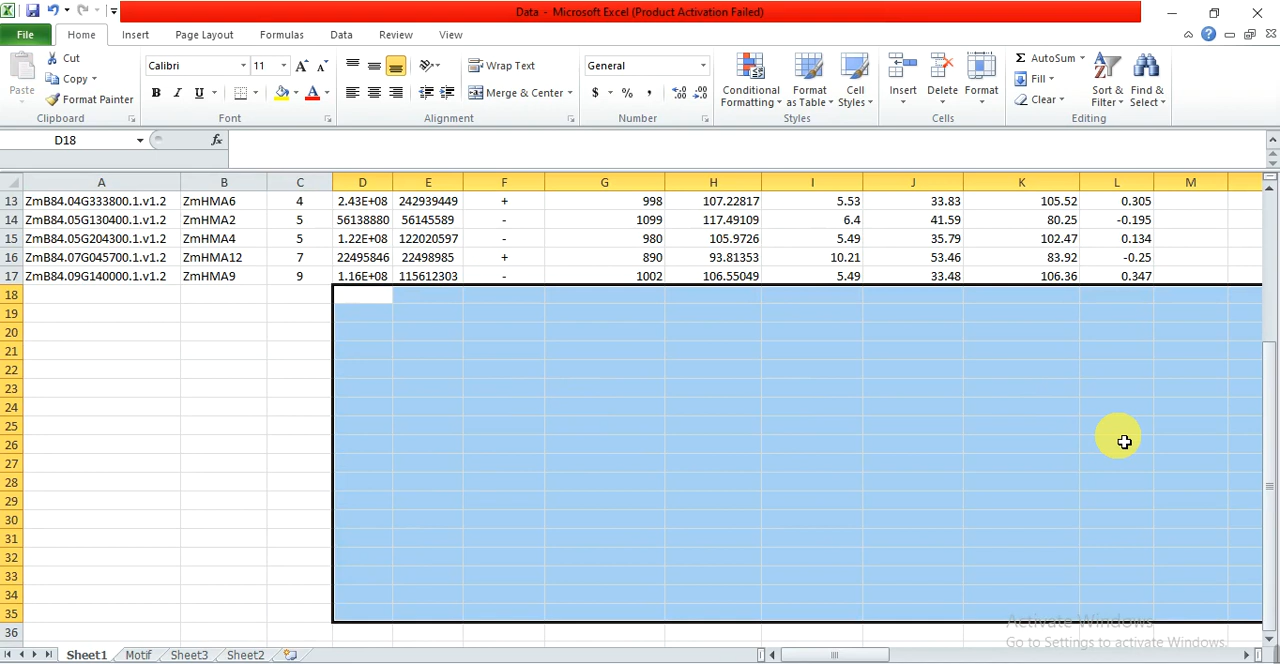 Data - Microsoft Excel (Product Activation Failed)
File Home Insert Page Layout Formulas Data Review View
Paste Cut Copy Format Painter
Clipboard
Calibri 11 A A
B I U A
Font
Wrap Text
Merge & Center
Alignment
General
$ % , .0 .00 .00 .0
Number
Conditional Formatting Format as Table Cell Styles
Styles
Insert Delete Format
Cells
Σ AutoSum Fill Clear
Sort & Filter Find & Select
Editing
D18 fx
A B C D E F G H I J K L M
13 ZmB84.04G333800.1.v1.2 ZmHMA6 4 2.43E+08 242939449 + 998 107.22817 5.53 33.83 105.52 0.305
14 ZmB84.05G130400.1.v1.2 ZmHMA2 5 56138880 56145589 - 1099 117.49109 6.4 41.59 80.25 -0.195
15 ZmB84.05G204300.1.v1.2 ZmHMA4 5 1.22E+08 122020597 - 980 105.9726 5.49 35.79 102.47 0.134
16 ZmB84.07G045700.1.v1.2 ZmHMA12 7 22495846 22498985 + 890 93.81353 10.21 53.46 83.92 -0.25
17 ZmB84.09G140000.1.v1.2 ZmHMA9 9 1.16E+08 115612303 - 1002 106.55049 5.49 33.48 106.36 0.347
18
19
20
21
22
23
24
25
26
27
28
29
30
31
32
33
34
35
36
Activate Windows
Go to Settings to activate Windows.
Sheet1 Motif Sheet3 Sheet2